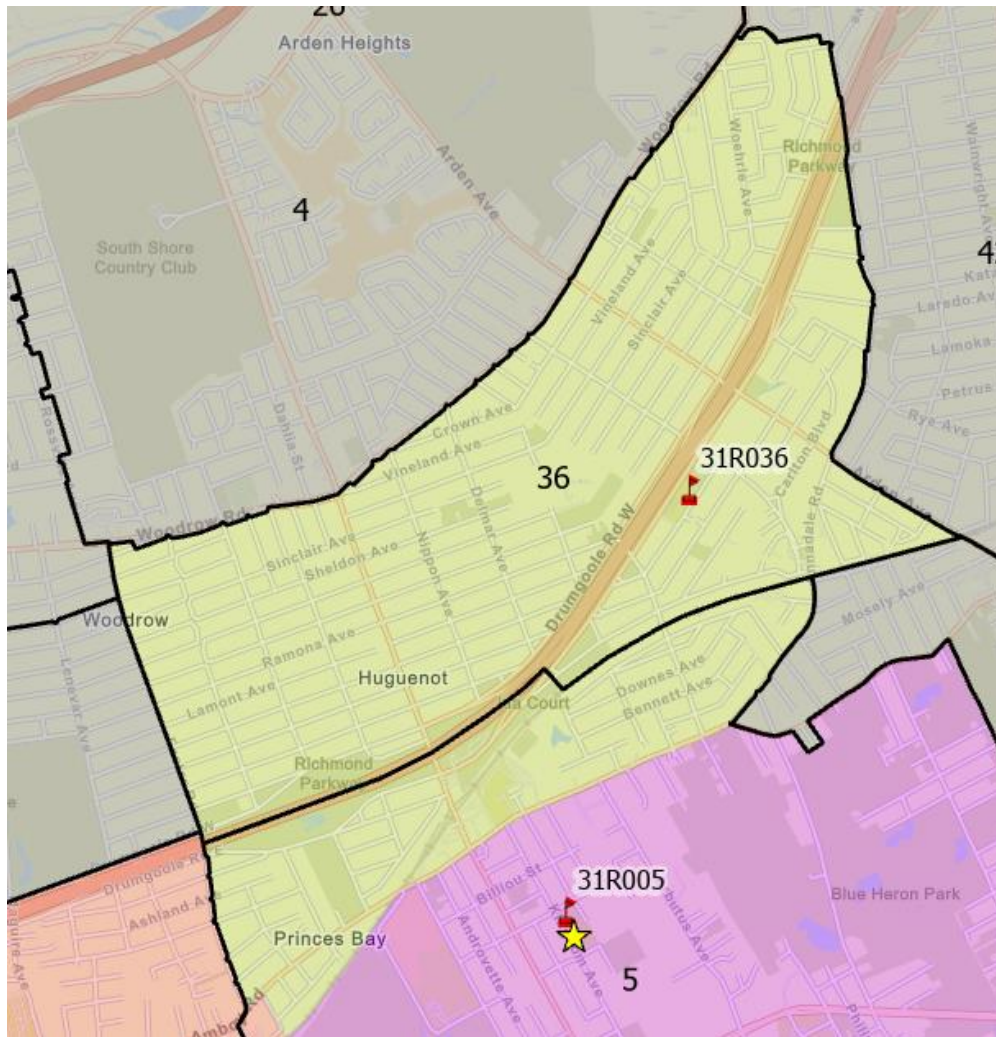 20
Arden Heights
Woodrow Rd
Woehrle Ave
Richmond
Parkway
Wainwright Ave
Arden Ave
4
South Shore
Country Club
Vineland Ave
Sinclair Ave
Laredo Ave
Lamoka
Petrus
Rye Ave
Dahlia St
Crown Ave
Vineland Ave
Carlton Blvd
31R036
36
Arden Ave
Woodrow Rd
Delmar Ave
Sinclair Ave
Sheldon Ave
Nippon Ave
Drumgoole Rd W
Woodrow
Mosely Ave
Ramona Ave
Lenevar Ave
Huguenot
Lamont Ave
Downes Ave
Bennett Ave
Court
Richmond
Parkway
Drumgoole Rd E
Billiou St
31R005
Ashland Ave
Androvette Ave
Blue Heron Park
Princes Bay
5